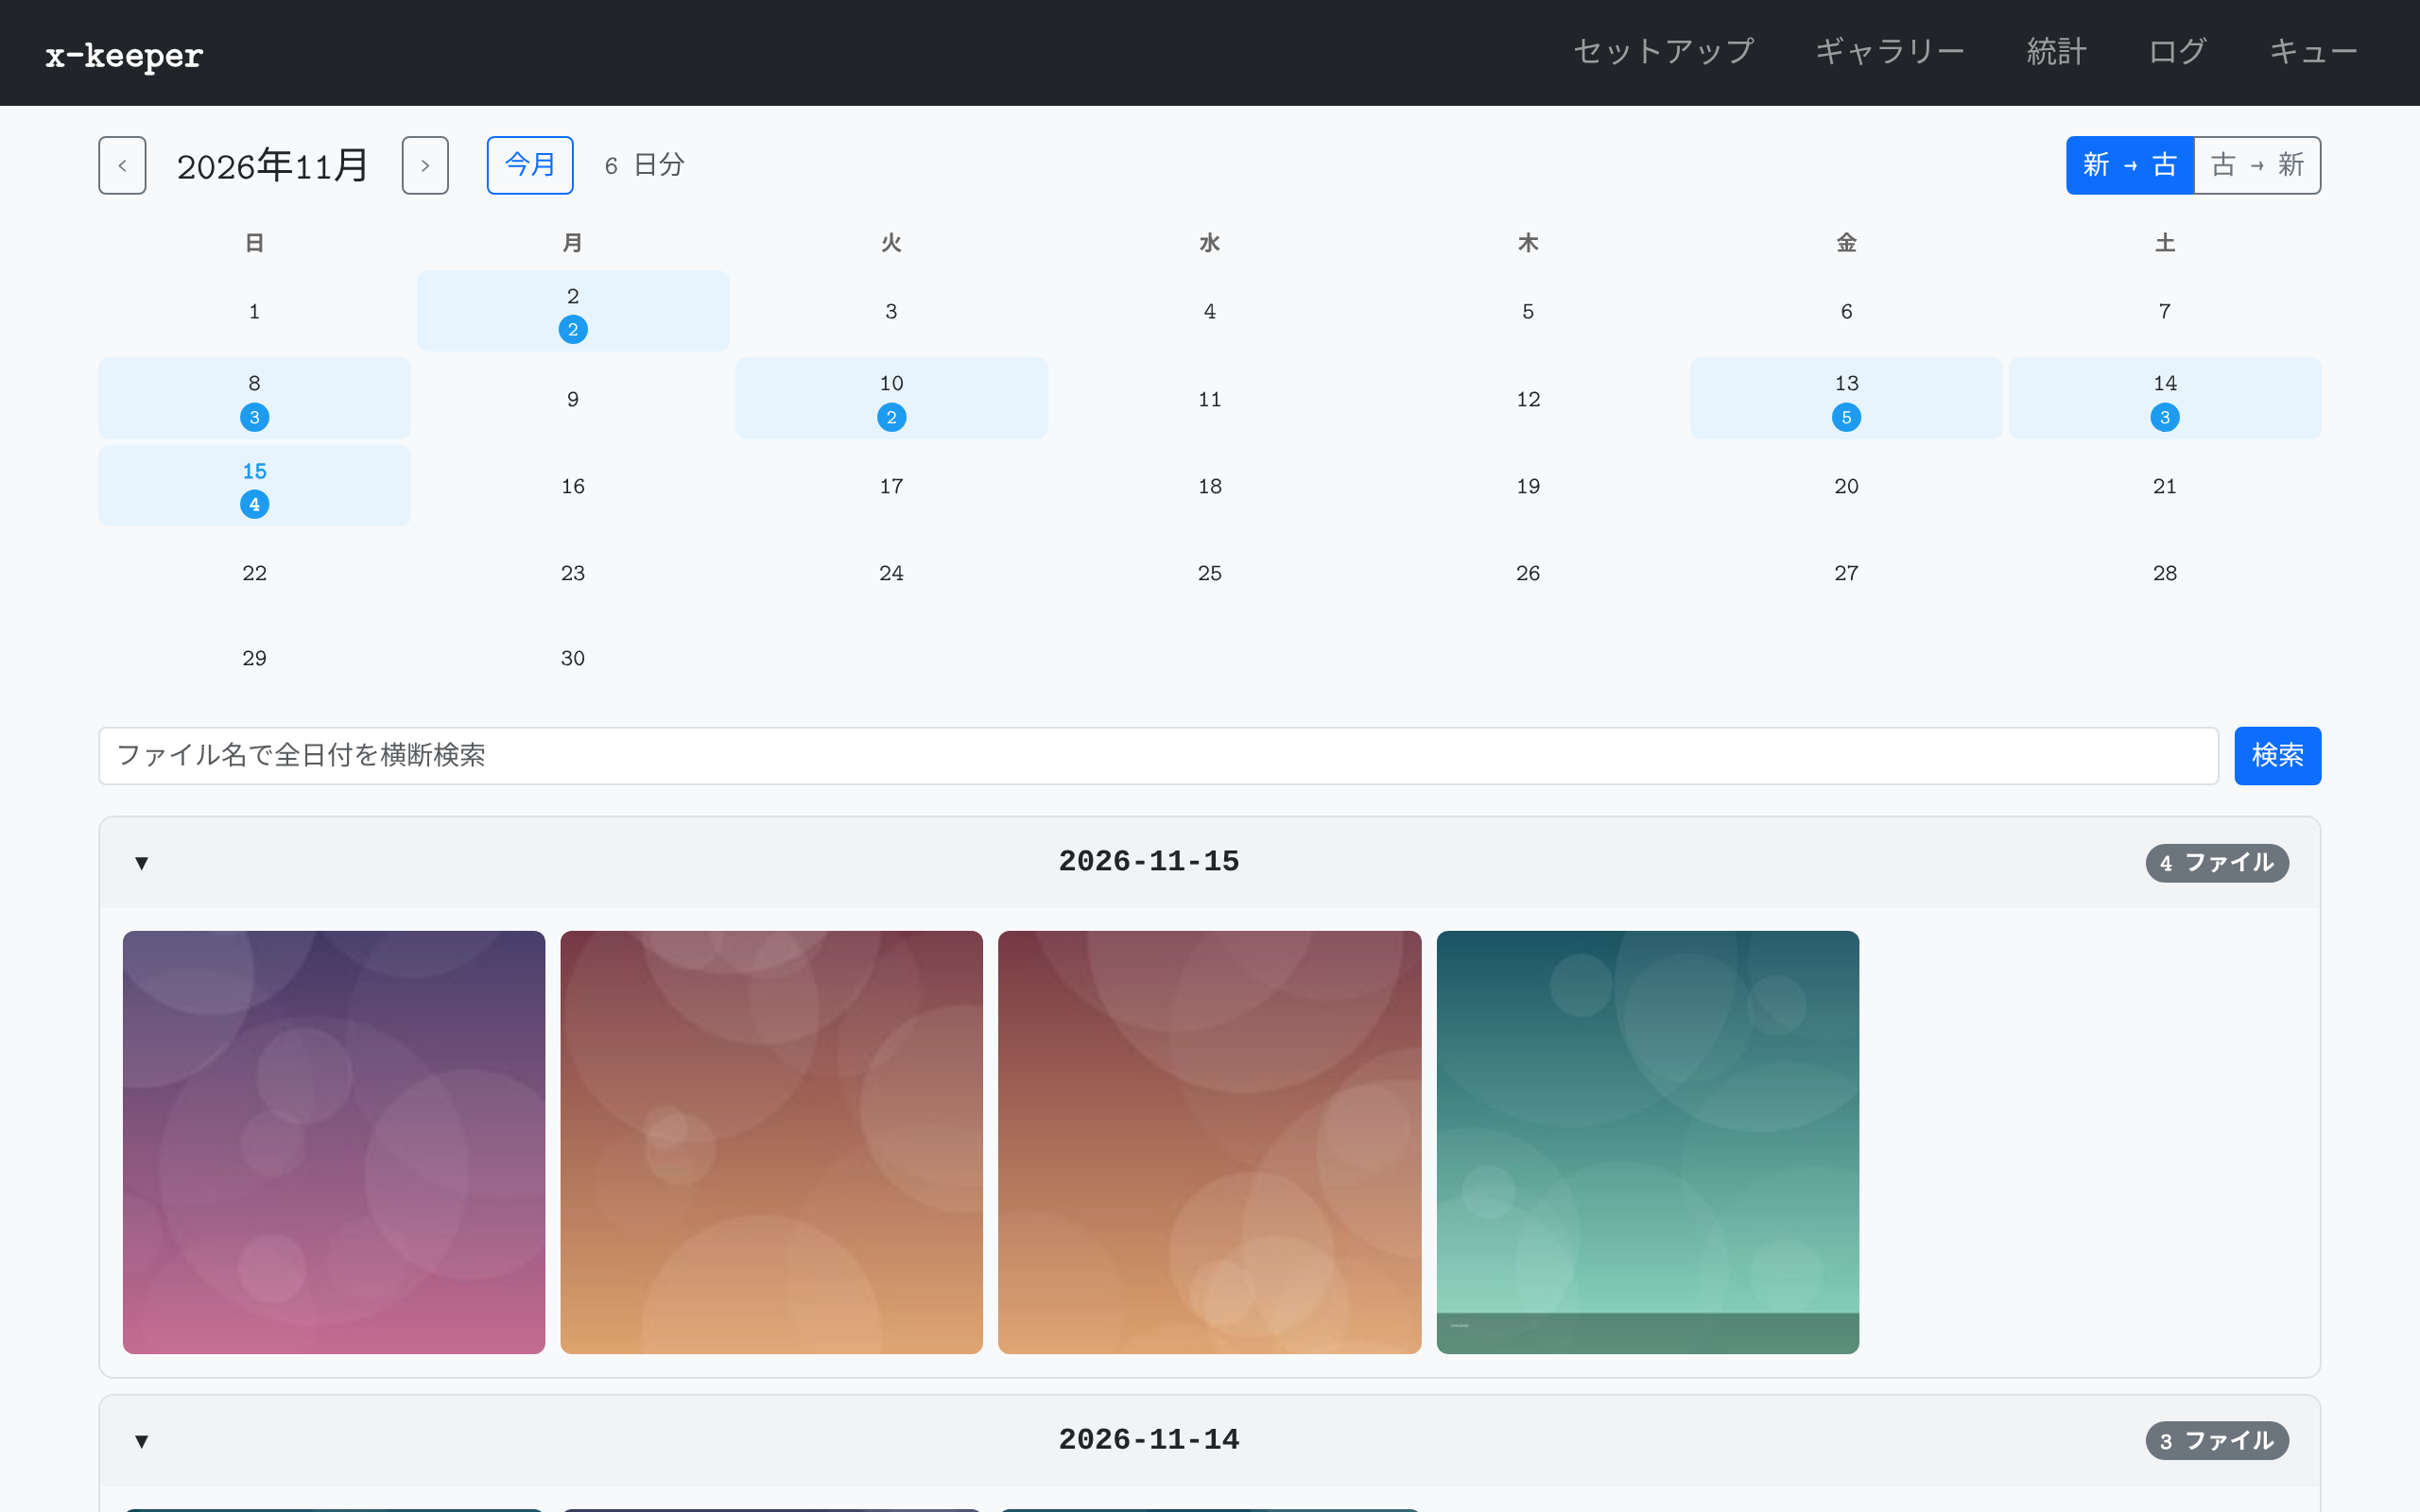 x-keeper
セットアップ ギャラリー 統計 ログ キュー
‹ 2026年11月 › 今月 6 日分 新 → 古 古 → 新
日 月 火 水 木 金 土
1 2 3 4 5 6 7
2
8 9 10 11 12 13 14
3 2 5 3
15 16 17 18 19 20 21
4
22 23 24 25 26 27 28
29 30
ファイル名で全日付を横断検索 検索
▼ 2026-11-15 4 ファイル
▼ 2026-11-14 3 ファイル